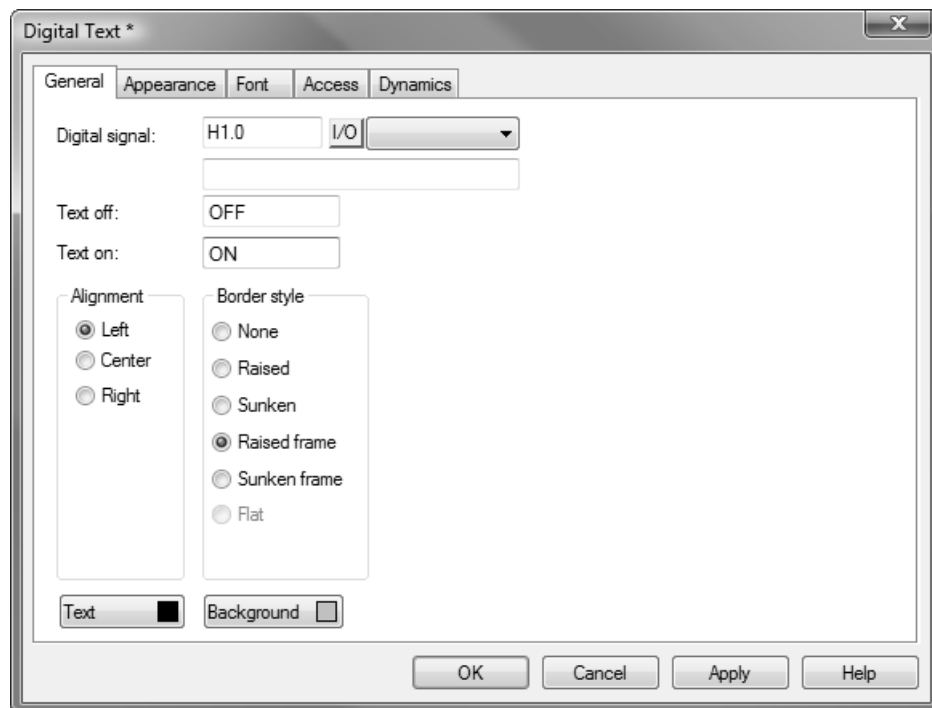 Digital Text *
General Appearance Font Access Dynamics
Digital signal: H1.0 I/O
Text off: OFF
Text on: ON
Alignment Border style
Left None
Center Raised
Right Sunken
Raised frame
Sunken frame
Flat
Text Background
OK Cancel Apply Help